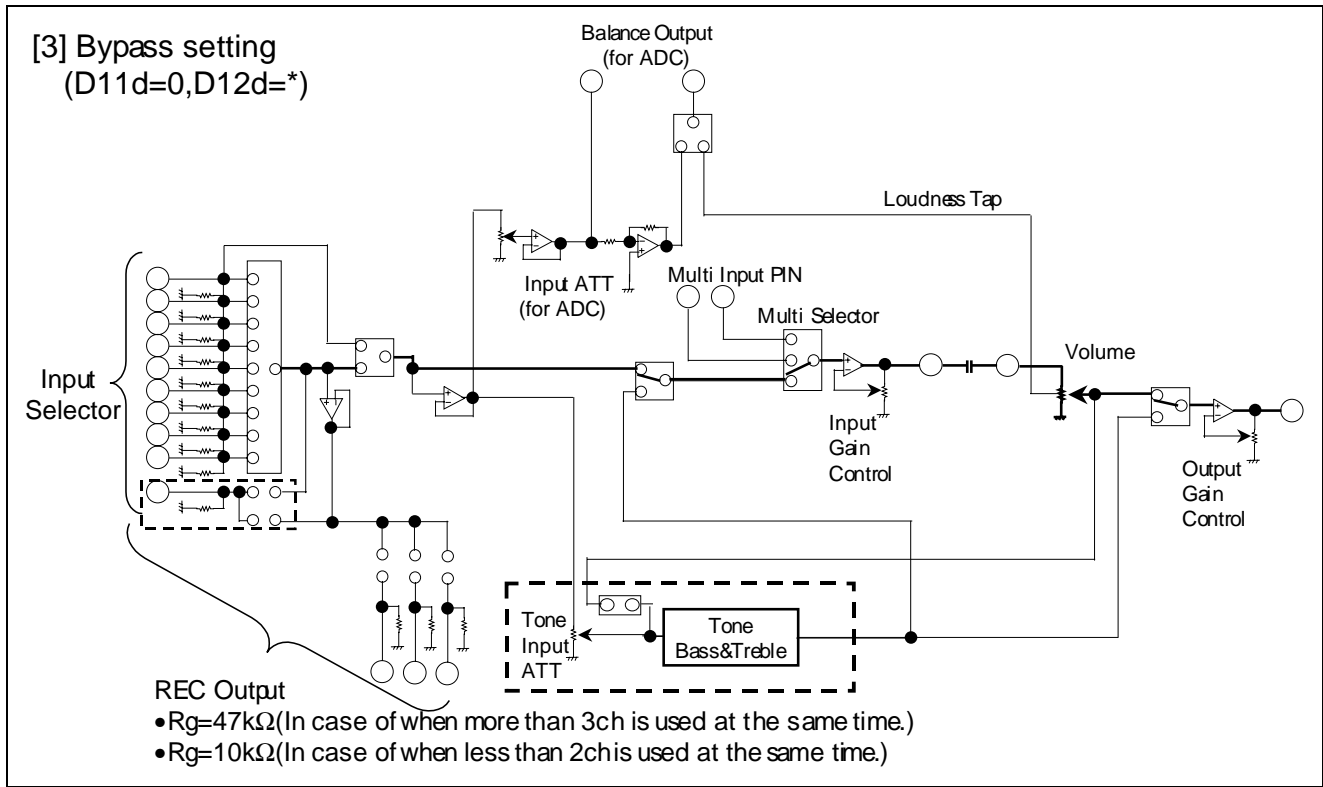 [3] Bypass setting
(D11d=0,D12d=*)
Balance Output
(for ADC)
Loudness Tap
Input ATT
(for ADC)
Multi Input PIN
Multi Selector
Volume
Input
Selector
Input
Gain
Control
Output
Gain
Control
Tone
Input
ATT
Tone
Bass&Treble
REC Output
•Rg=47kΩ(In case of when more than 3ch is used at the same time.)
•Rg=10kΩ(In case of when less than 2ch is used at the same time.)